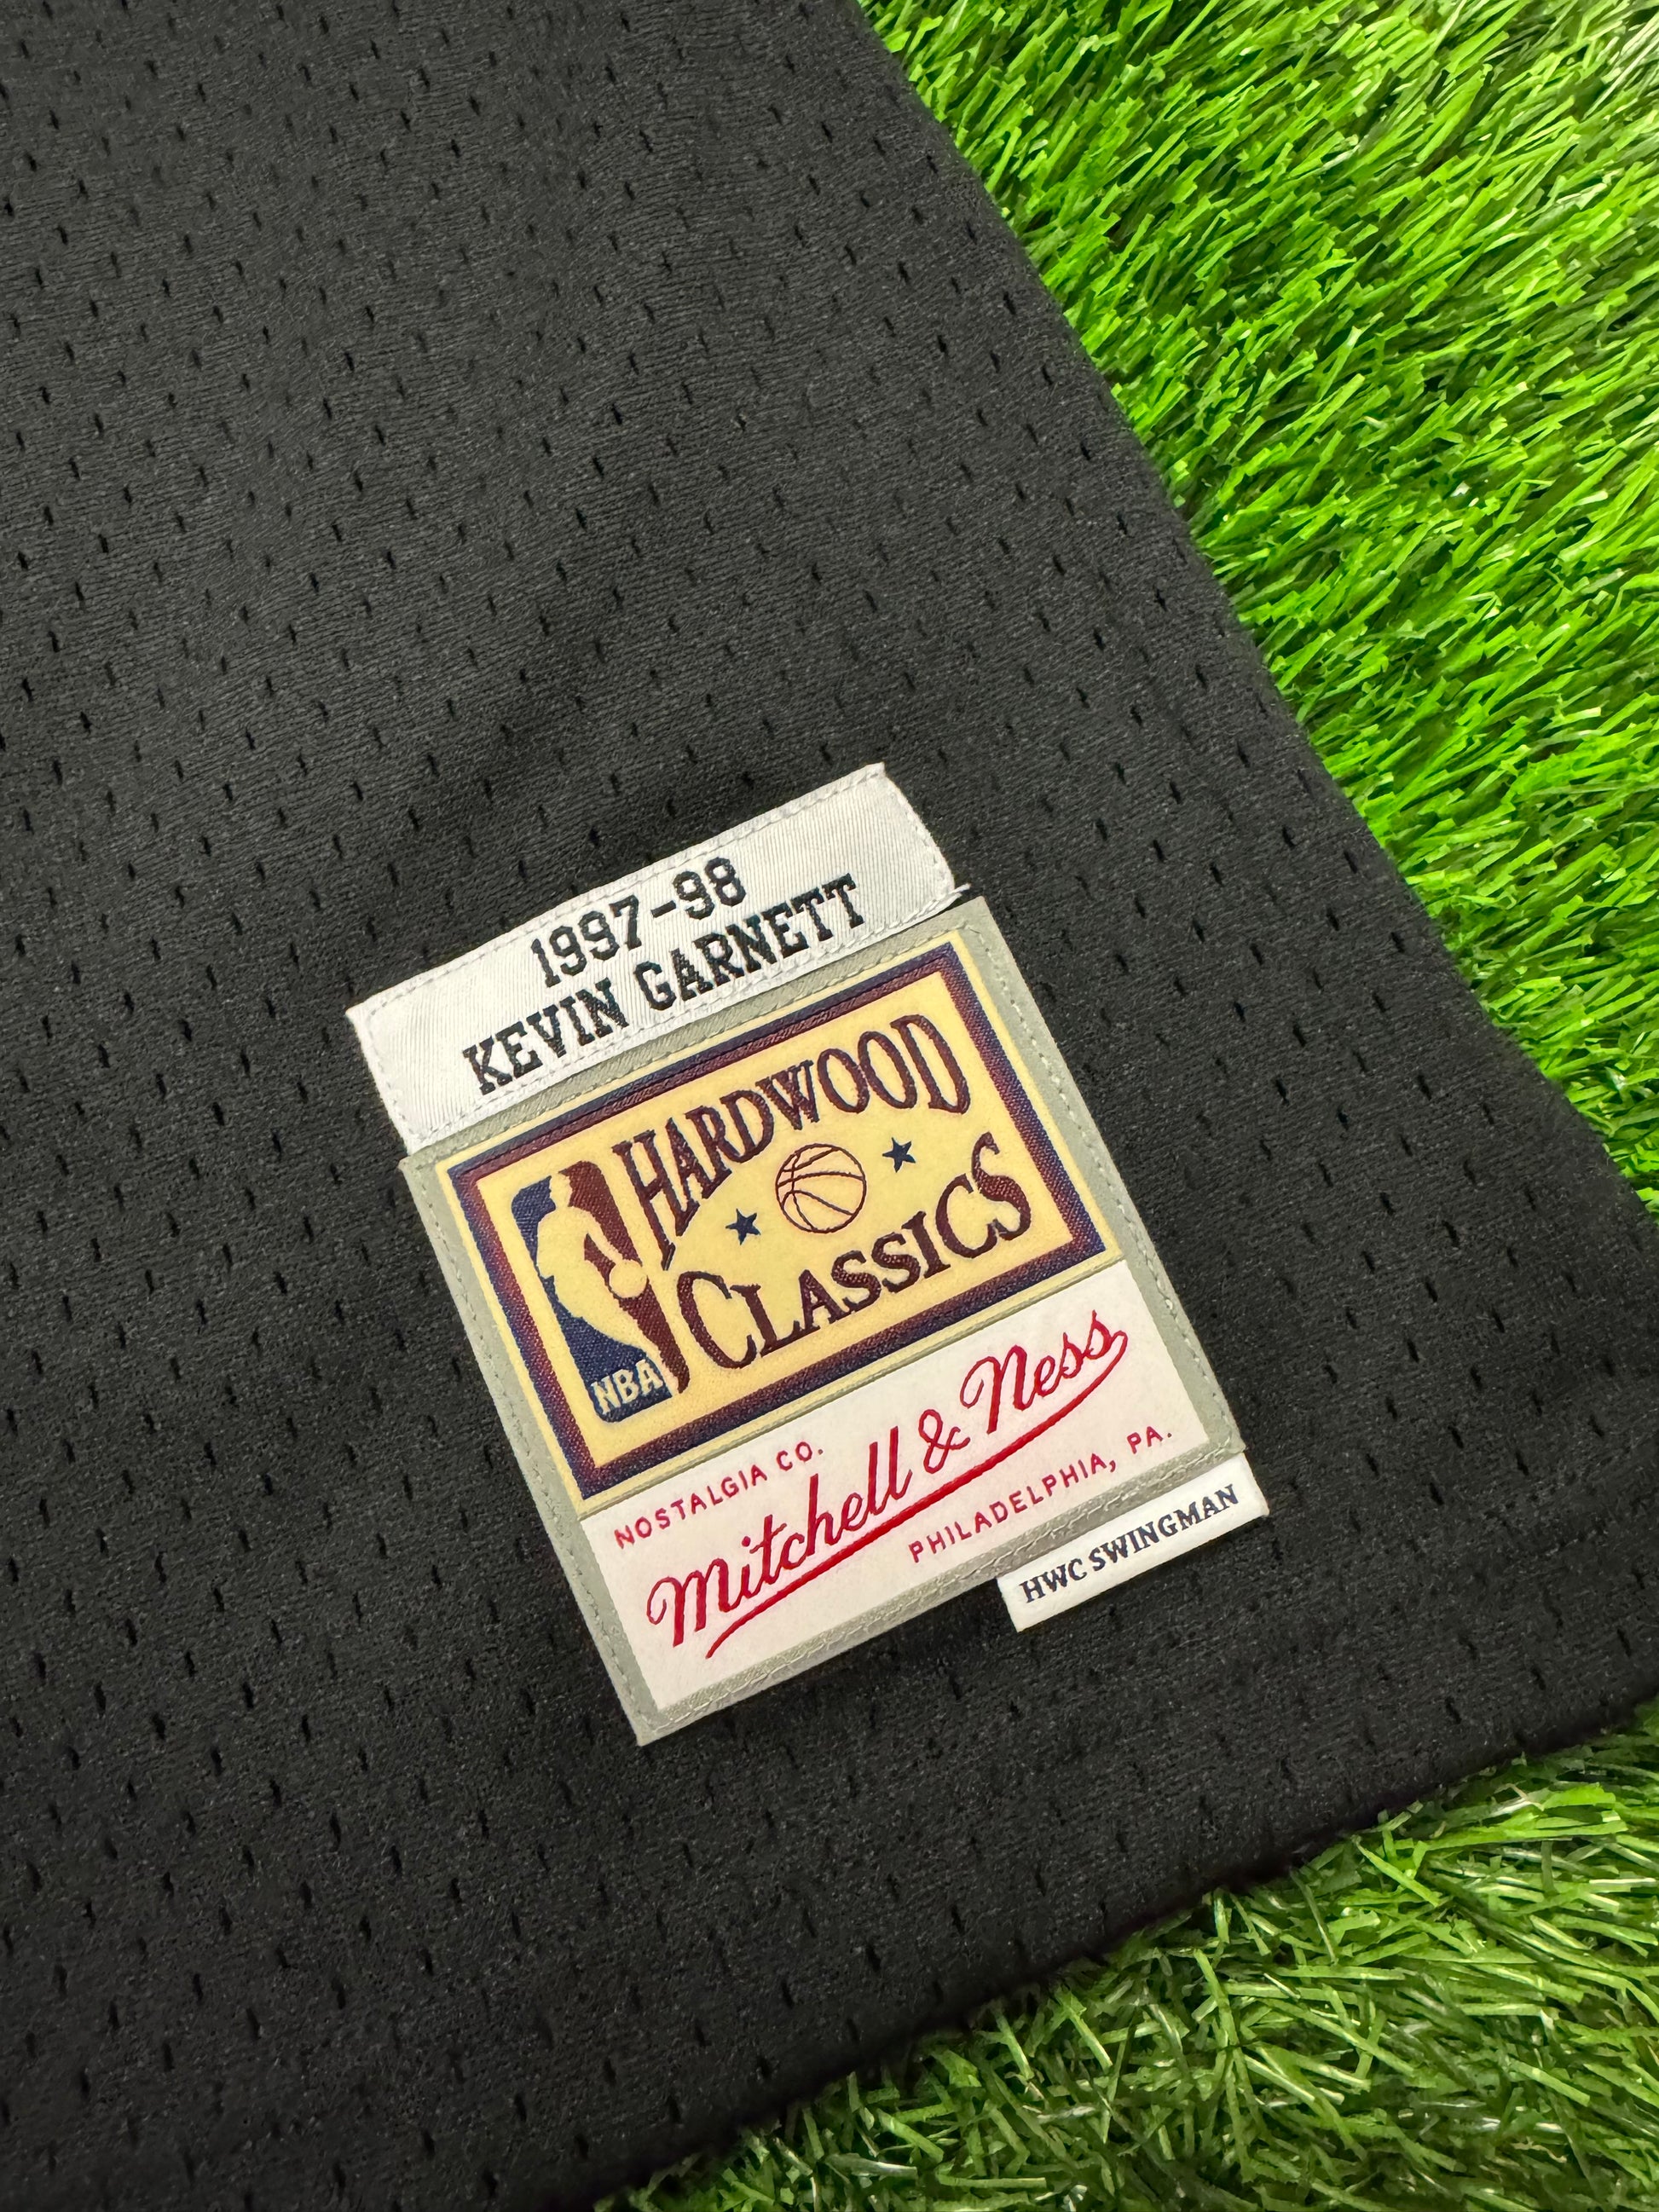 1997-98
KEVIN GARNETT
HARDWOOD
CLASSICS
NBA
NOSTALGIA CO.
Mitchell & Ness
PHILADELPHIA, PA.
HWC SWINGMAN